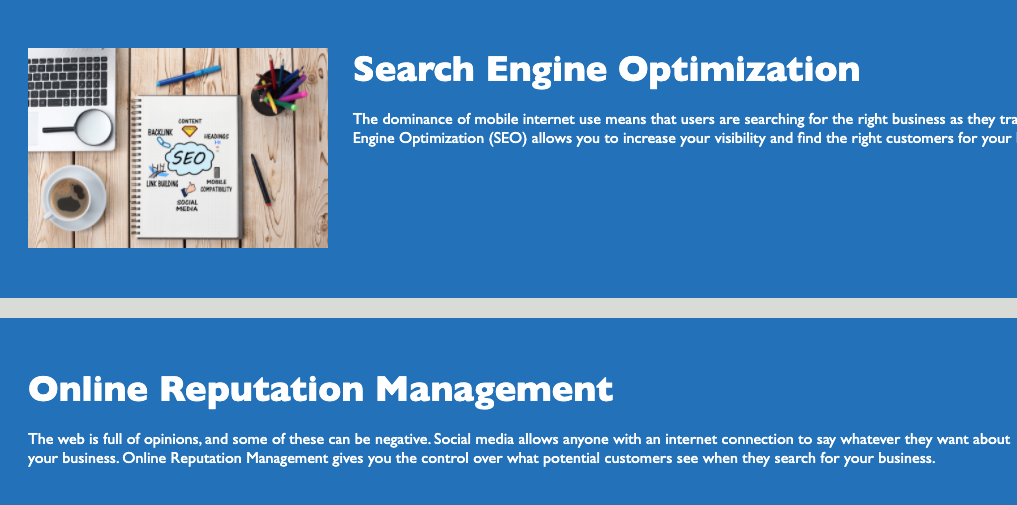 Search Engine Optimization
The dominance of mobile internet use means that users are searching for the right business as they
Engine Optimization (SEO) allows you to increase your visibility and find the right customers for your
CONTENT
BACKLINK
HEADINGS
SEO
LINK BUILDING
MOBILE
COMPATIBILITY
SOCIAL
MEDIA
Online Reputation Management
The web is full of opinions, and some of these can be negative. Social media allows anyone with an internet connection to say whatever they want about
your business. Online Reputation Management gives you the control over what potential customers see when they search for your business.